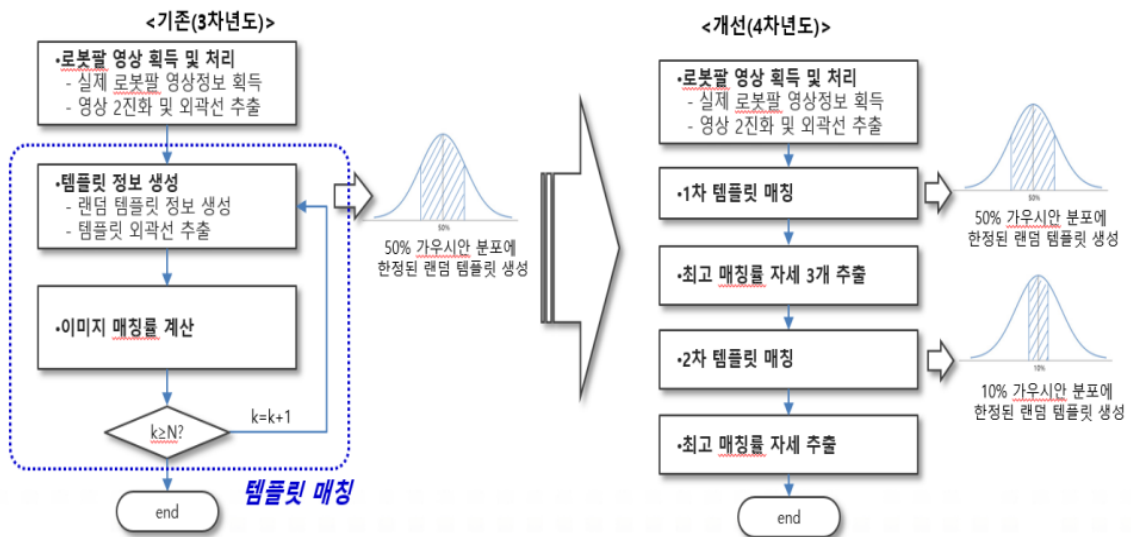 <기존(3차년도)>
•로봇팔 영상 획득 및 처리
- 실제 로봇팔 영상정보 획득
- 영상 2진화 및 외곽선 추출
•템플릿 정보 생성
- 랜덤 템플릿 정보 생성
- 템플릿 외곽선 추출
•이미지 매칭률 계산
k≥N?
k=k+1
end
템플릿 매칭
50%
50% 가우시안 분포에
한정된 랜덤 템플릿 생성
<개선(4차년도)>
•로봇팔 영상 획득 및 처리
- 실제 로봇팔 영상정보 획득
- 영상 2진화 및 외곽선 추출
•1차 템플릿 매칭
•최고 매칭률 자세 3개 추출
•2차 템플릿 매칭
•최고 매칭률 자세 추출
end
50%
50% 가우시안 분포에
한정된 랜덤 템플릿 생성
10%
10% 가우시안 분포에
한정된 랜덤 템플릿 생성